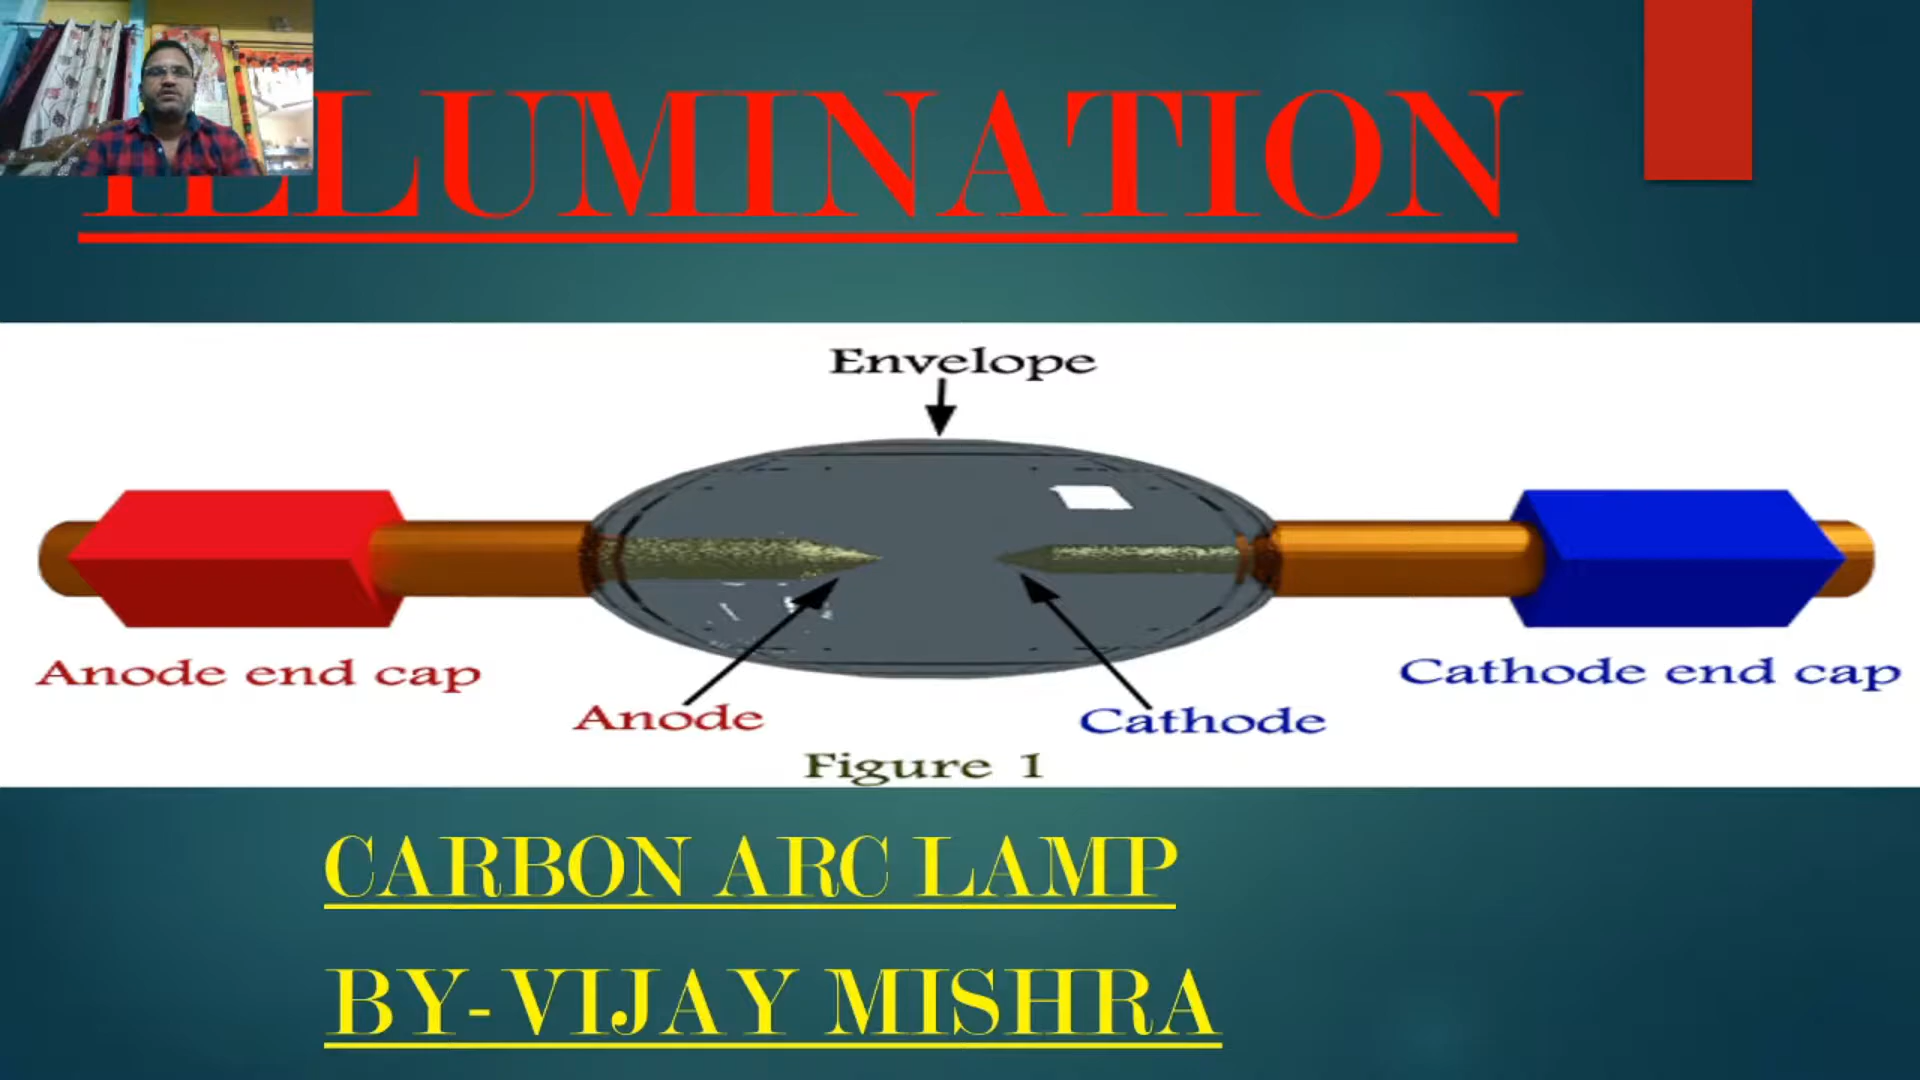 ILLUMINATION
Envelope
Anode end cap
Cathode end cap
Anode
Cathode
Figure 1
CARBON ARC LAMP
BY-VIJAY MISHRA